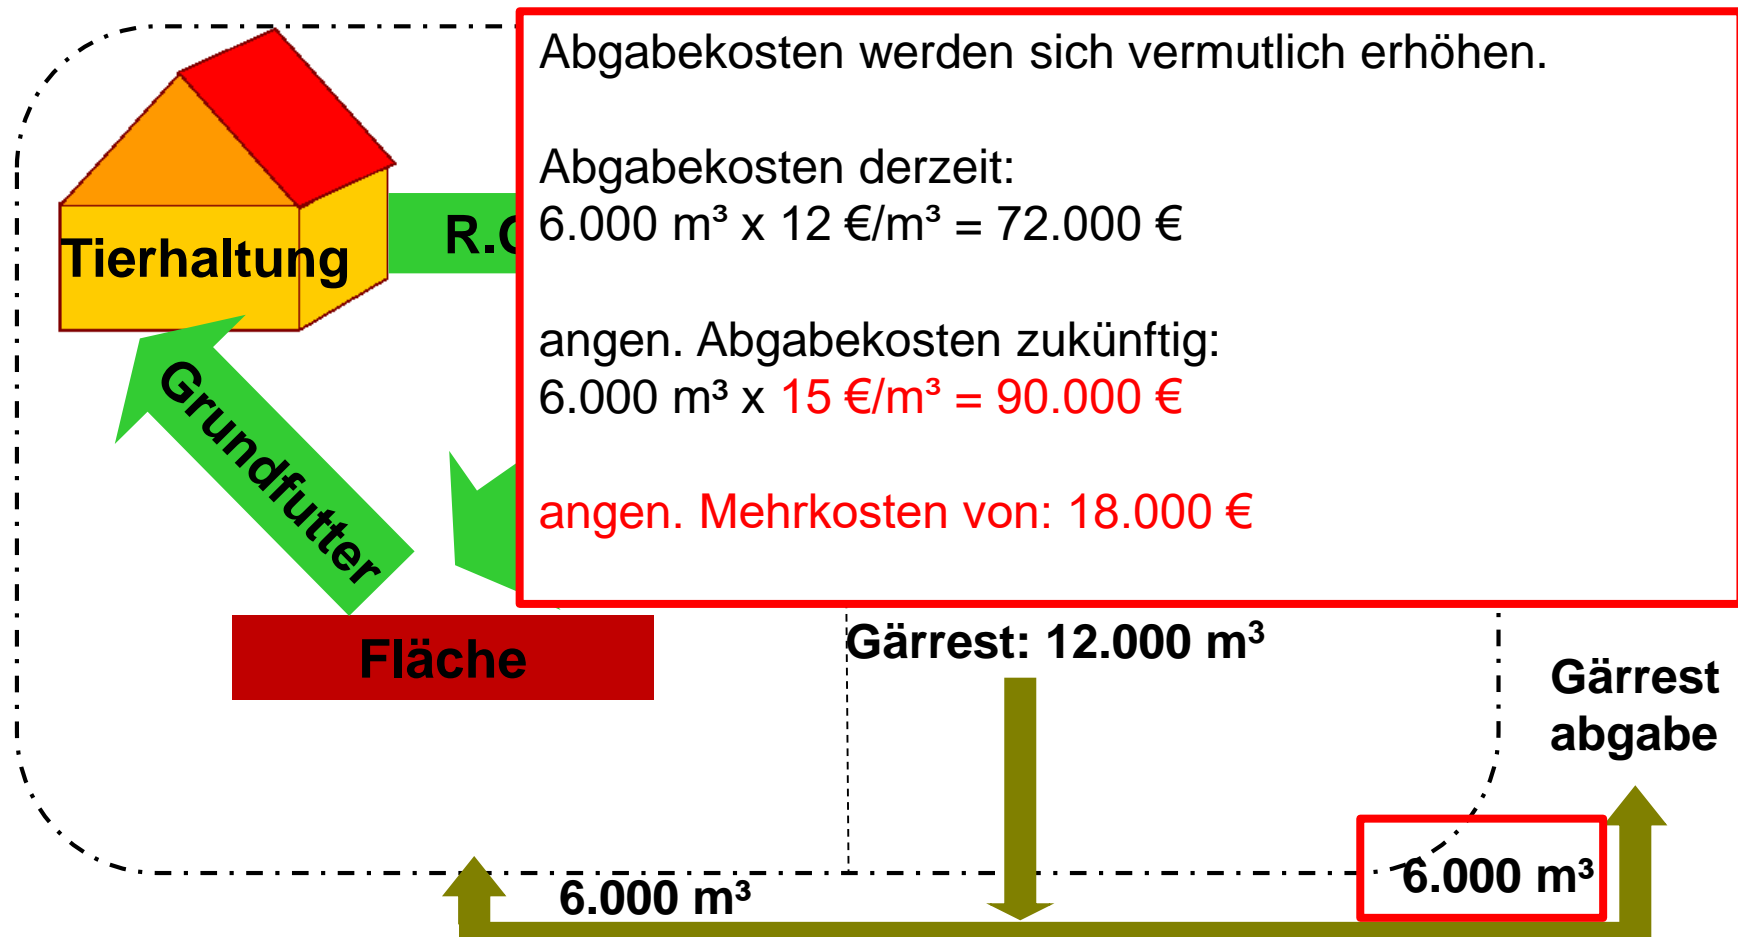 Abgabekosten werden sich vermutlich erhöhen.
Abgabekosten derzeit:
6.000 m³ x 12 €/m³ = 72.000 €
angen. Abgabekosten zukünftig:
6.000 m³ x 15 €/m³ = 90.000 €
angen. Mehrkosten von: 18.000 €
Tierhaltung
Grundfutter
Fläche
Gärrest: 12.000 m³
Gärrest
abgabe
6.000 m³
6.000 m³